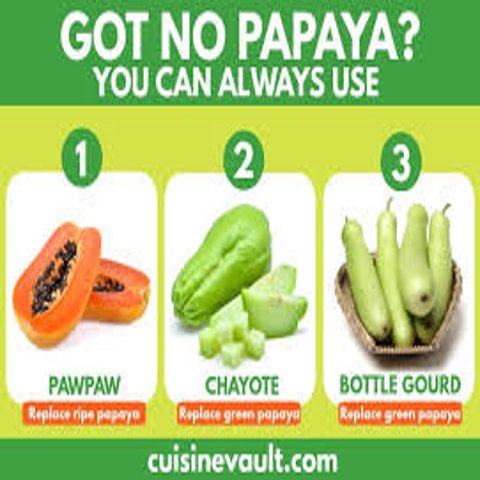 GOT NO PAPAYA?
YOU CAN ALWAYS USE
1
2
3
PAWPAW
Replace ripe papaya
CHAYOTE
Replace green papaya
BOTTLE GOURD
Replace green papaya
cuisinevault.com